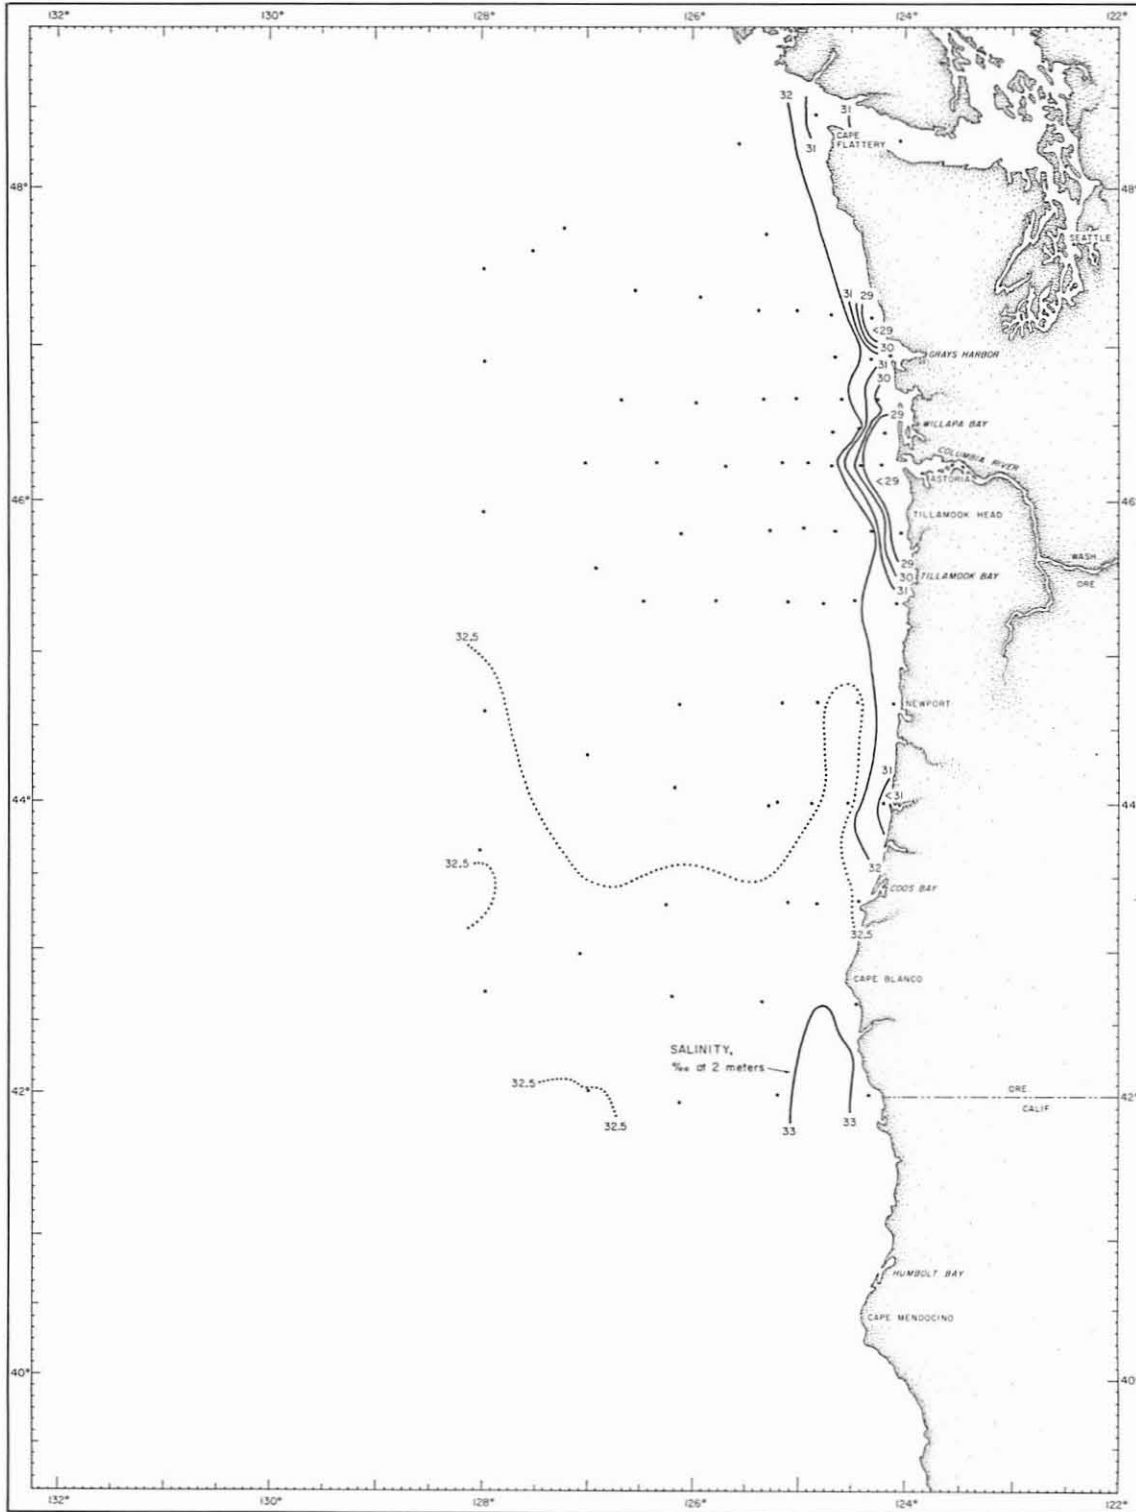 132° 130° 128° 126° 124° 122°
32
31
31
CAPE
FLATTERY
48° 48°
SEATTLE
31 29
<29
30
GRAYS HARBOR
31
30
29
WILLAPA BAY
COLUMBIA RIVER
<29
ASTORIA
46° 46°
TILLAMOOK HEAD
WASH
ORE
29
30
TILLAMOOK BAY
31
32.5
NEWPORT
31
<31
44° 44°
32.5
32
COOS BAY
32.5
CAPE BLANCO
SALINITY,
‰ at 2 meters
32.5
42° 42°
ORE
CALIF
32.5
33 33
HUMBOLT BAY
CAPE MENDOCINO
40° 40°
132° 130° 128° 126° 124° 122°